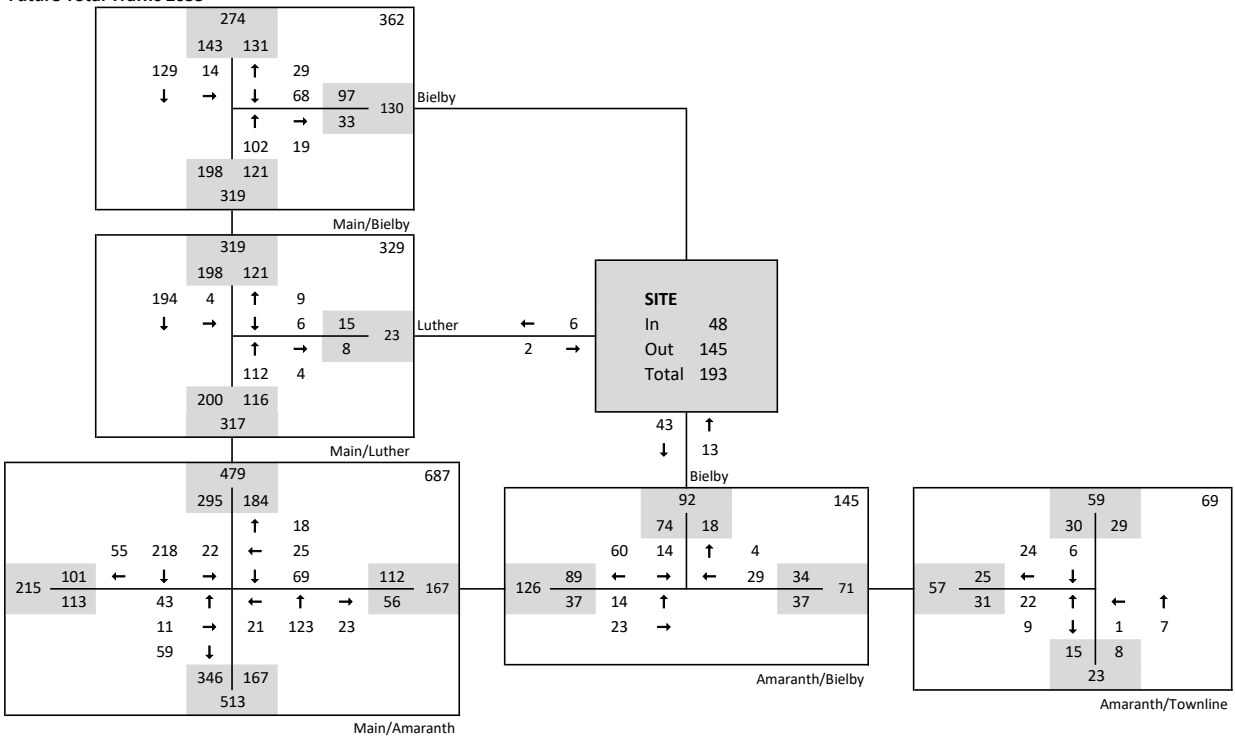 274 362
143 131
129 14 ↑ 29
↓ → ↓ 68 97 130 Bielby
↑ → 33
102 19
198 121
319
Main/Bielby
319 329
198 121
194 4 ↑ 9
↓ → ↓ 6 15 23 Luther
↑ → 8
112 4
200 116
317
Main/Luther
← 6
2 →
SITE
In 48
Out 145
Total 193
43 ↑
↓ 13
Bielby
479 687
295 184
↑ 18
55 218 22 ← 25
215 101 ← ↓ → ↓ 69 112 167
113 43 ↑ ← ↑ → 56
11 → 21 123 23
59 ↓
346 167
513
Main/Amaranth
92 145
74 18
60 14 ↑ 4
126 89 ← → ← 29 34 71
37 14 ↑ 37
23 →
Amaranth/Bielby
59 69
30 29
24 6
57 25 ← ↓
31 22 ↑ ← ↑
9 ↓ 1 7
15 8
23
Amaranth/Townline